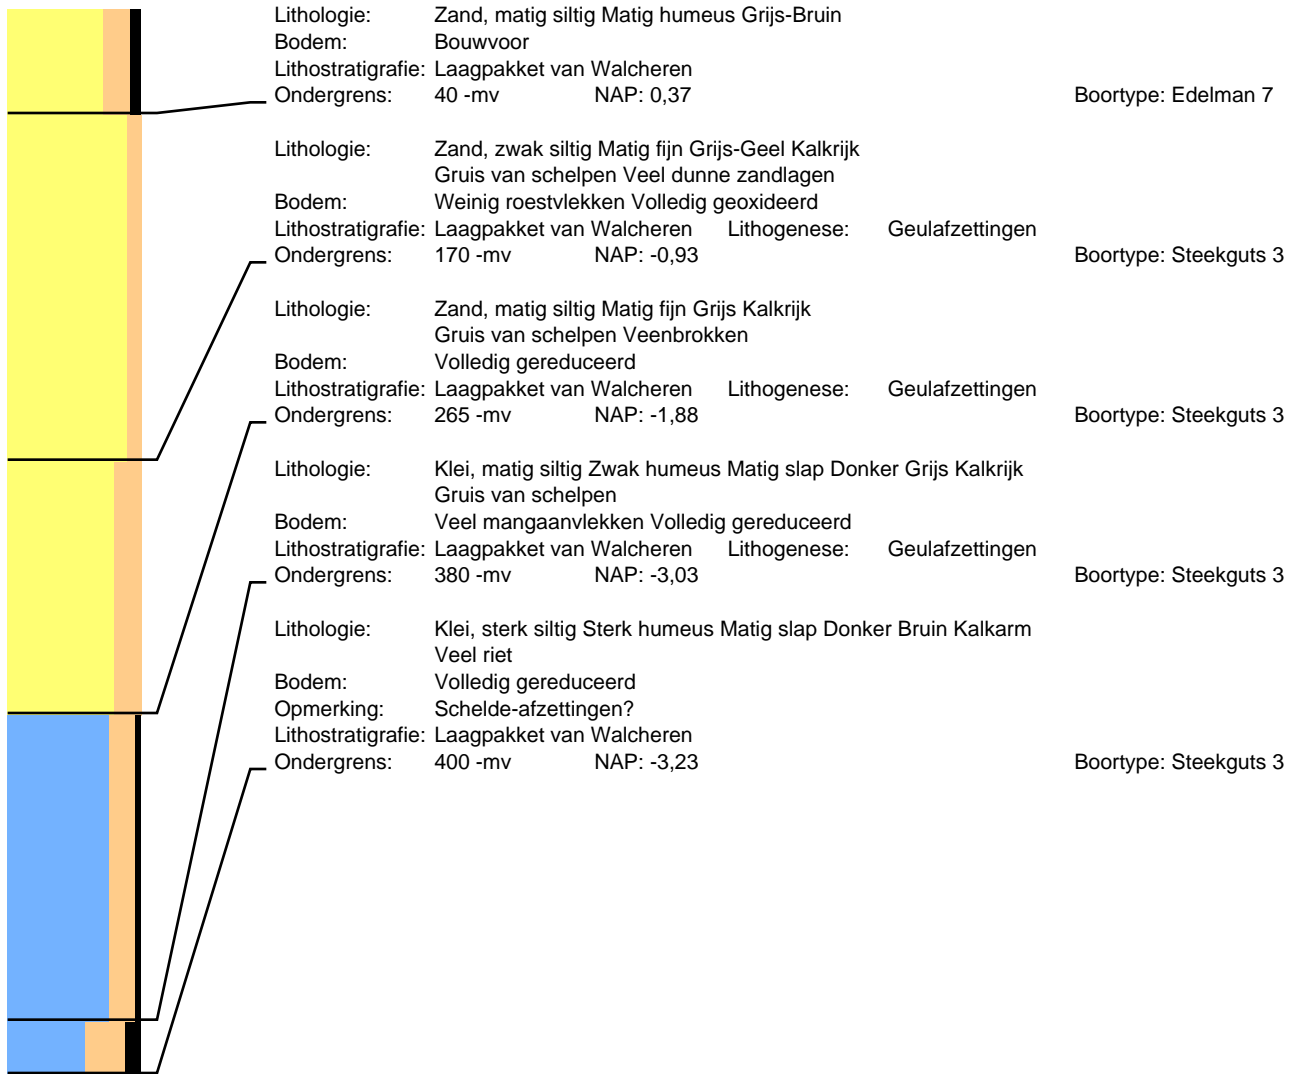 Lithologie: Zand, matig siltig Matig humeus Grijs-Bruin
Bodem: Bouwvoor
Lithostratigrafie: Laagpakket van Walcheren
Ondergrens: 40 -mv NAP: 0,37 Boortype: Edelman 7
Lithologie: Zand, zwak siltig Matig fijn Grijs-Geel Kalkrijk
Gruis van schelpen Veel dunne zandlagen
Bodem: Weinig roestvlekken Volledig geoxideerd
Lithostratigrafie: Laagpakket van Walcheren Lithogenese: Geulafzettingen
Ondergrens: 170 -mv NAP: -0,93 Boortype: Steekguts 3
Lithologie: Zand, matig siltig Matig fijn Grijs Kalkrijk
Gruis van schelpen Veenbrokken
Bodem: Volledig gereduceerd
Lithostratigrafie: Laagpakket van Walcheren Lithogenese: Geulafzettingen
Ondergrens: 265 -mv NAP: -1,88 Boortype: Steekguts 3
Lithologie: Klei, matig siltig Zwak humeus Matig slap Donker Grijs Kalkrijk
Gruis van schelpen
Bodem: Veel mangaanvlekken Volledig gereduceerd
Lithostratigrafie: Laagpakket van Walcheren Lithogenese: Geulafzettingen
Ondergrens: 380 -mv NAP: -3,03 Boortype: Steekguts 3
Lithologie: Klei, sterk siltig Sterk humeus Matig slap Donker Bruin Kalkarm
Veel riet
Bodem: Volledig gereduceerd
Opmerking: Schelde-afzettingen?
Lithostratigrafie: Laagpakket van Walcheren
Ondergrens: 400 -mv NAP: -3,23 Boortype: Steekguts 3